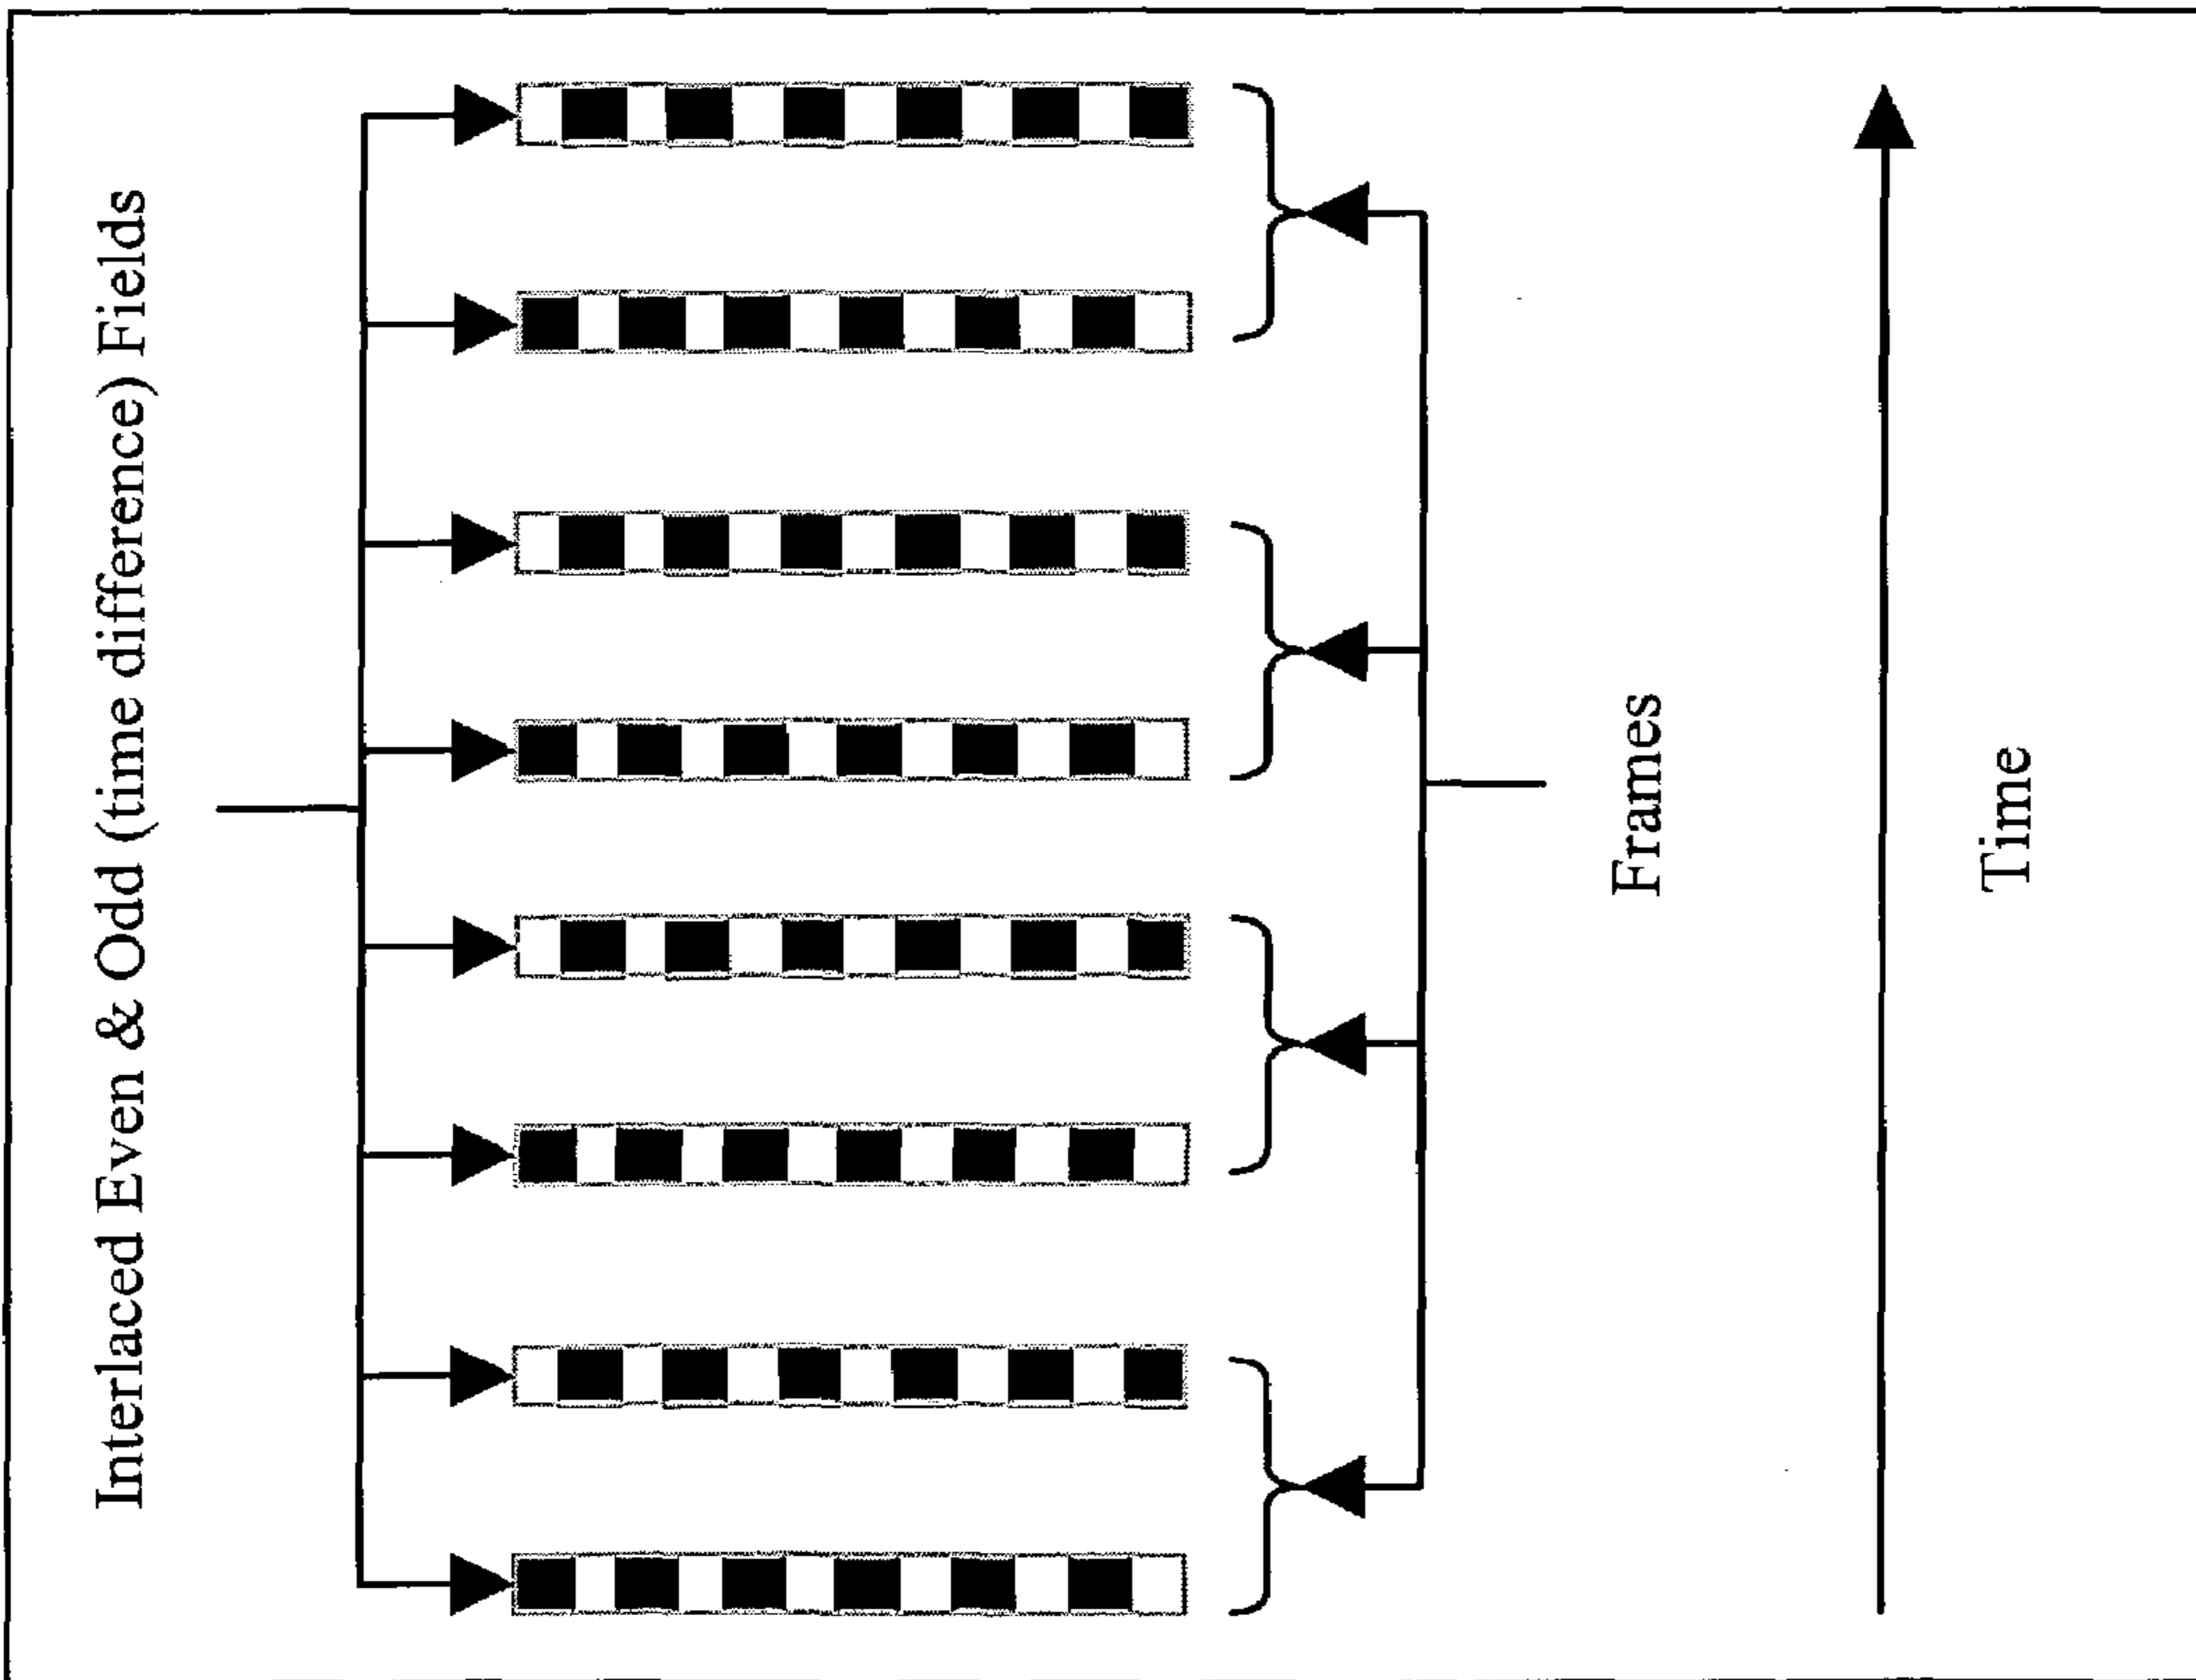 Interlaced Even & Odd (time difference) Fields
Frames
Time